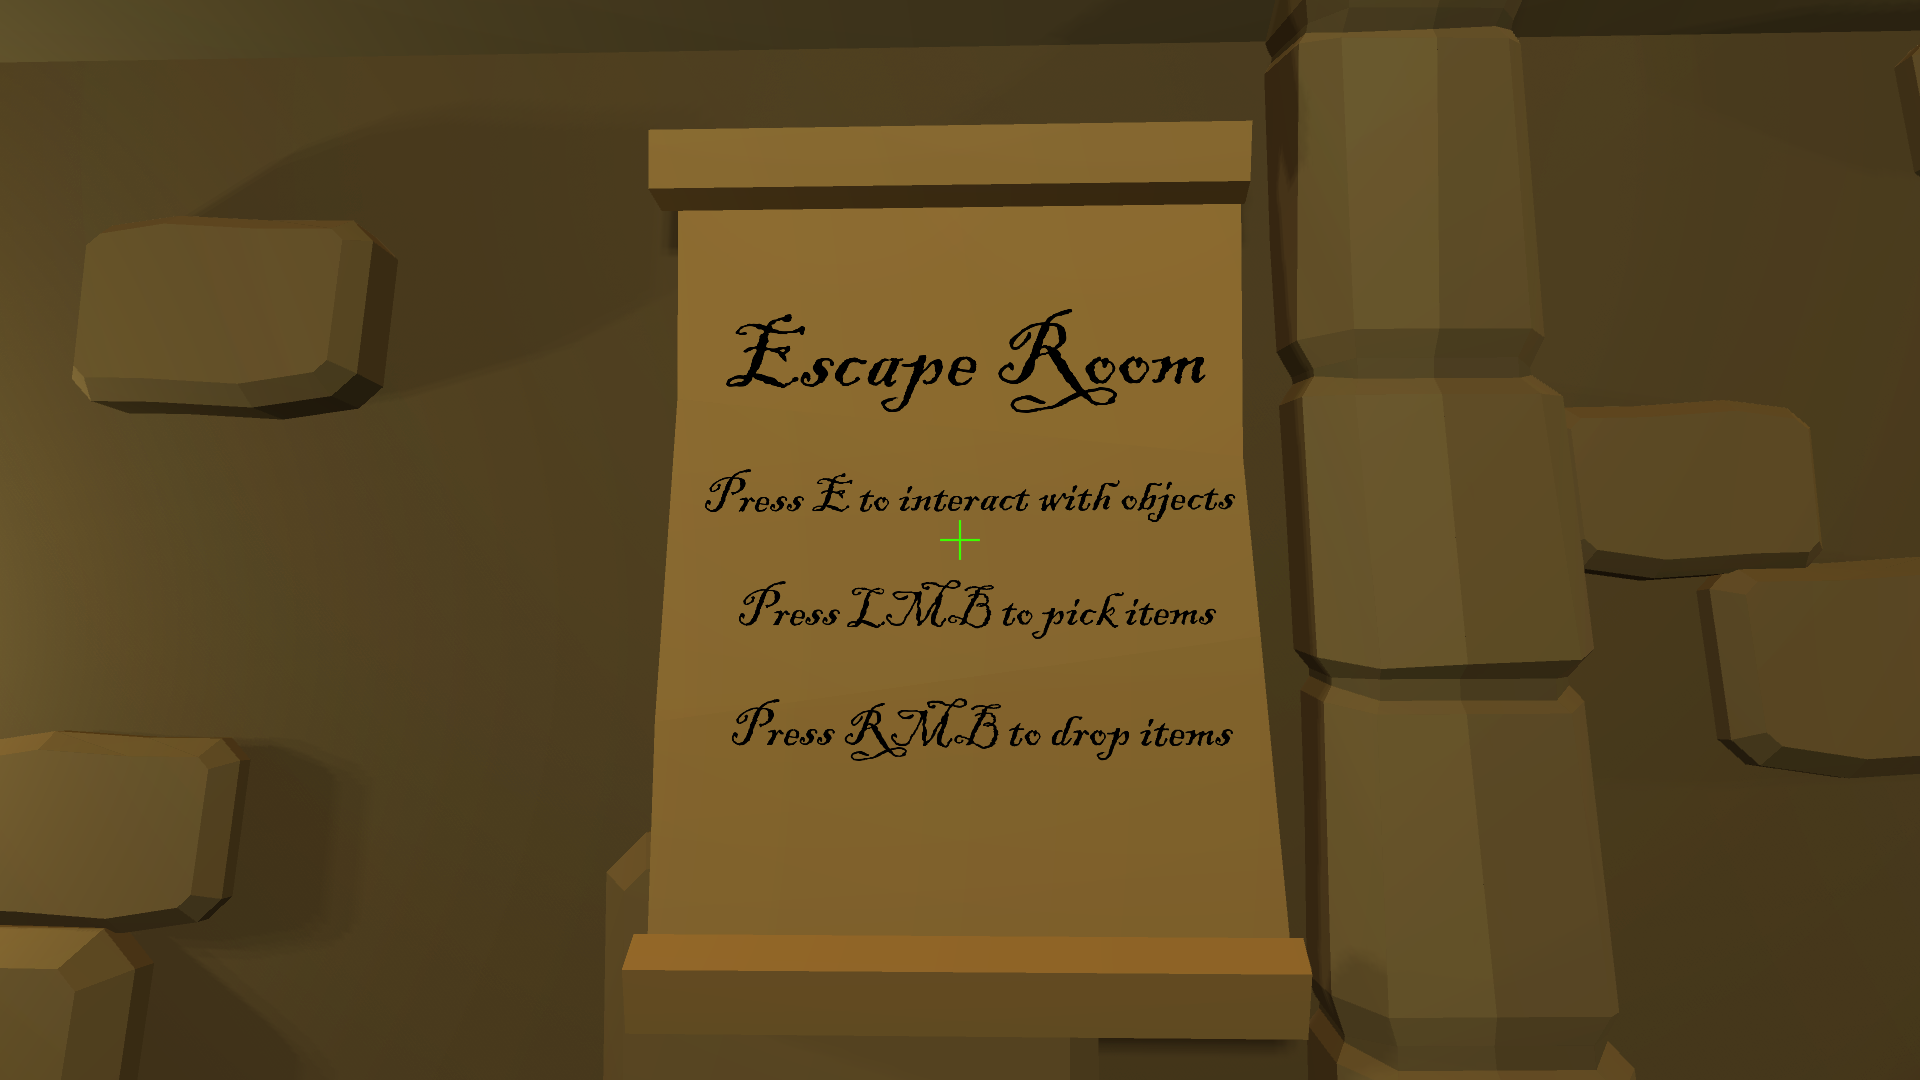 Escape Room
Press E to interact with objects
Press LMB to pick items
Press RMB to drop items